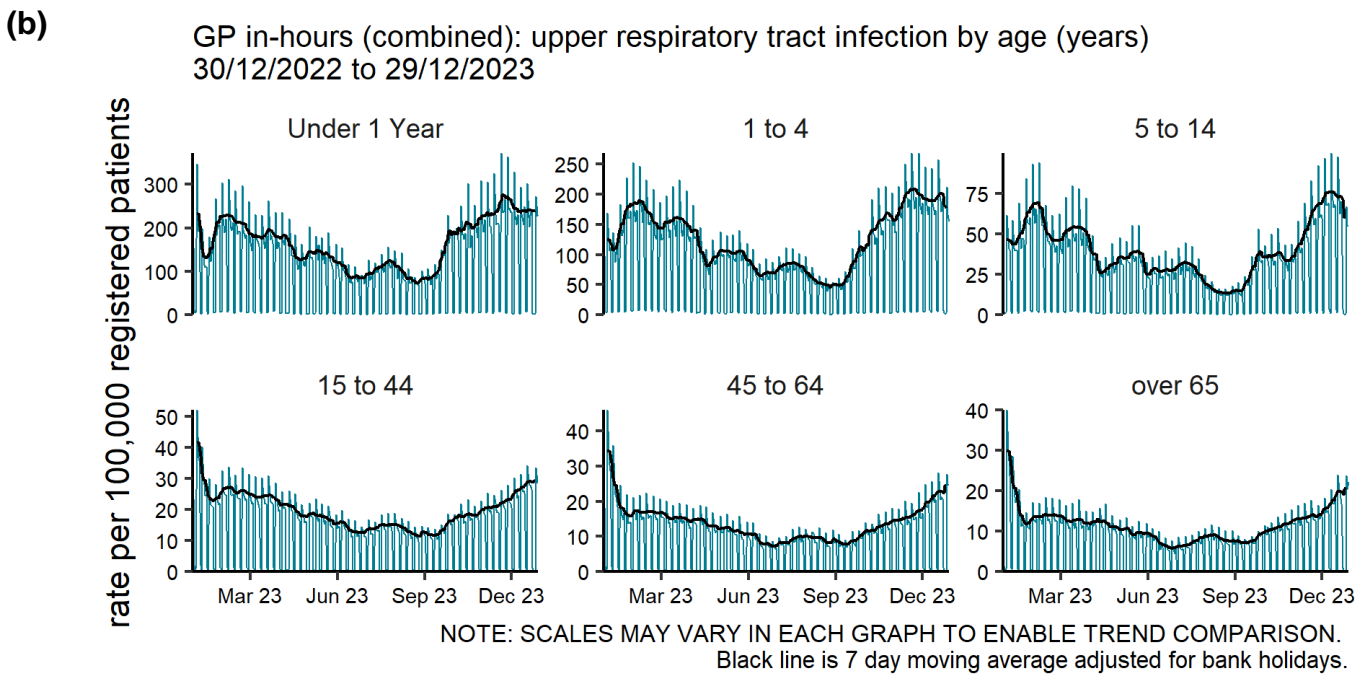 (b)
GP in-hours (combined): upper respiratory tract infection by age (years)
30/12/2022 to 29/12/2023
rate per 100,000 registered patients
Under 1 Year
1 to 4
5 to 14
300
200
100
0
250
200
150
100
50
0
75
50
25
0
15 to 44
45 to 64
over 65
50
40
30
20
10
0
40
30
20
10
0
40
30
20
10
0
Mar 23 Jun 23 Sep 23 Dec 23
Mar 23 Jun 23 Sep 23 Dec 23
Mar 23 Jun 23 Sep 23 Dec 23
NOTE: SCALES MAY VARY IN EACH GRAPH TO ENABLE TREND COMPARISON.
Black line is 7 day moving average adjusted for bank holidays.